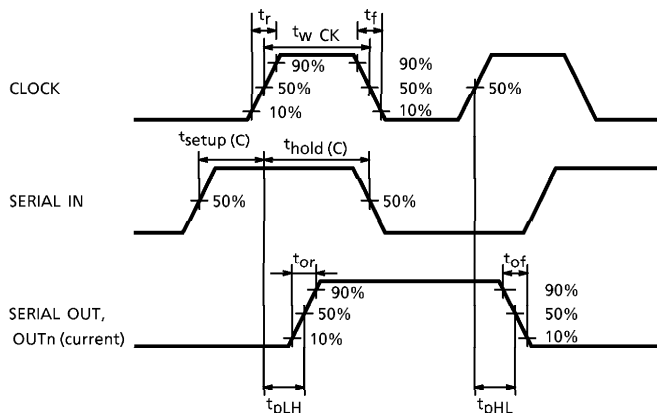 tr
tw CK
tf
CLOCK
90%
50%
10%
90%
50%
10%
50%
tsetup (C)
thold (C)
SERIAL IN
50%
50%
tor
tof
SERIAL OUT,
OUTn (current)
90%
50%
10%
90%
50%
10%
tpLH
tpHL